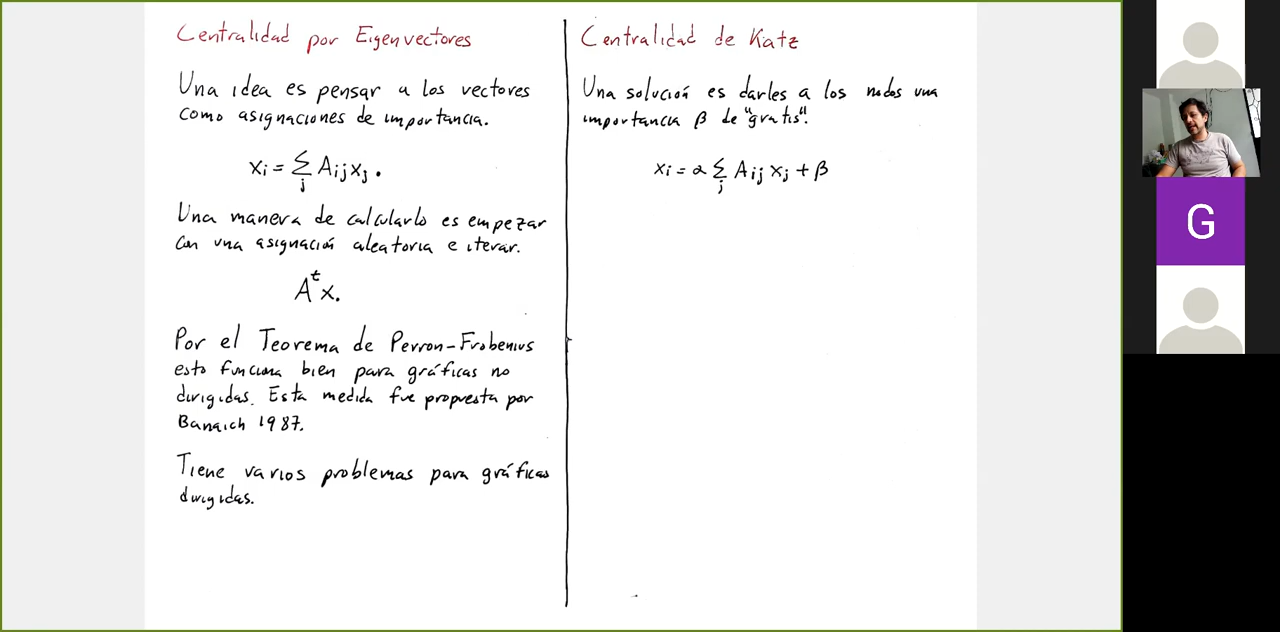 Centralidad por Eigenvectores
Una idea es pensar a los vectores
como asignaciones de importancia.
xi = Σj Aij xj.
Una manera de calcularlo es empezar
con una asignación aleatoria e iterar.
A^t x.
Por el Teorema de Perron-Frobenius
esto funciona bien para gráficas no
dirigidas. Esta medida fue propuesta por
Banaich 1987.
Tiene varios problemas para gráficas
dirigidas.
Centralidad de Katz
Una solución es darles a los nodos una
importancia β de "gratis".
xi = α Σj Aij xj + β
G